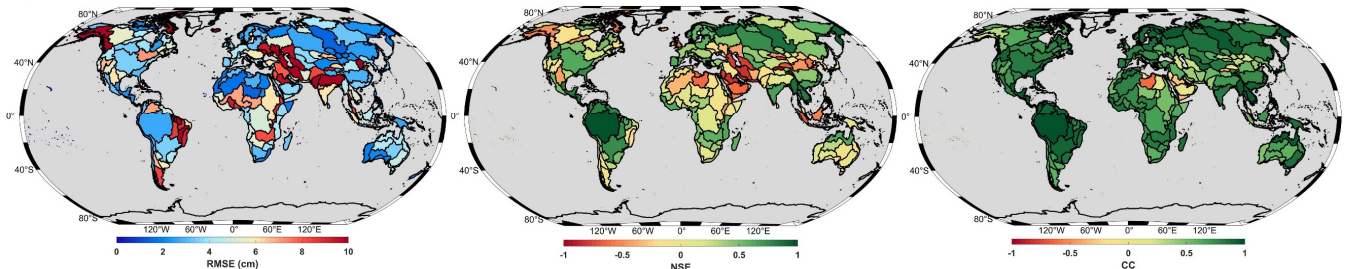 80°N 80°N 80°N
40°N 40°N 40°N
0° 0° 0°
40°S 40°S 40°S
80°S 80°S 80°S
120°W 60°W 0° 60°E 120°E 120°W 60°W 0° 60°E 120°E 120°W 60°W 0° 60°E 120°E
0 2 4 6 8 10 -1 -0.5 0 0.5 1 -1 -0.5 0 0.5 1
RMSE (cm) NSE CC